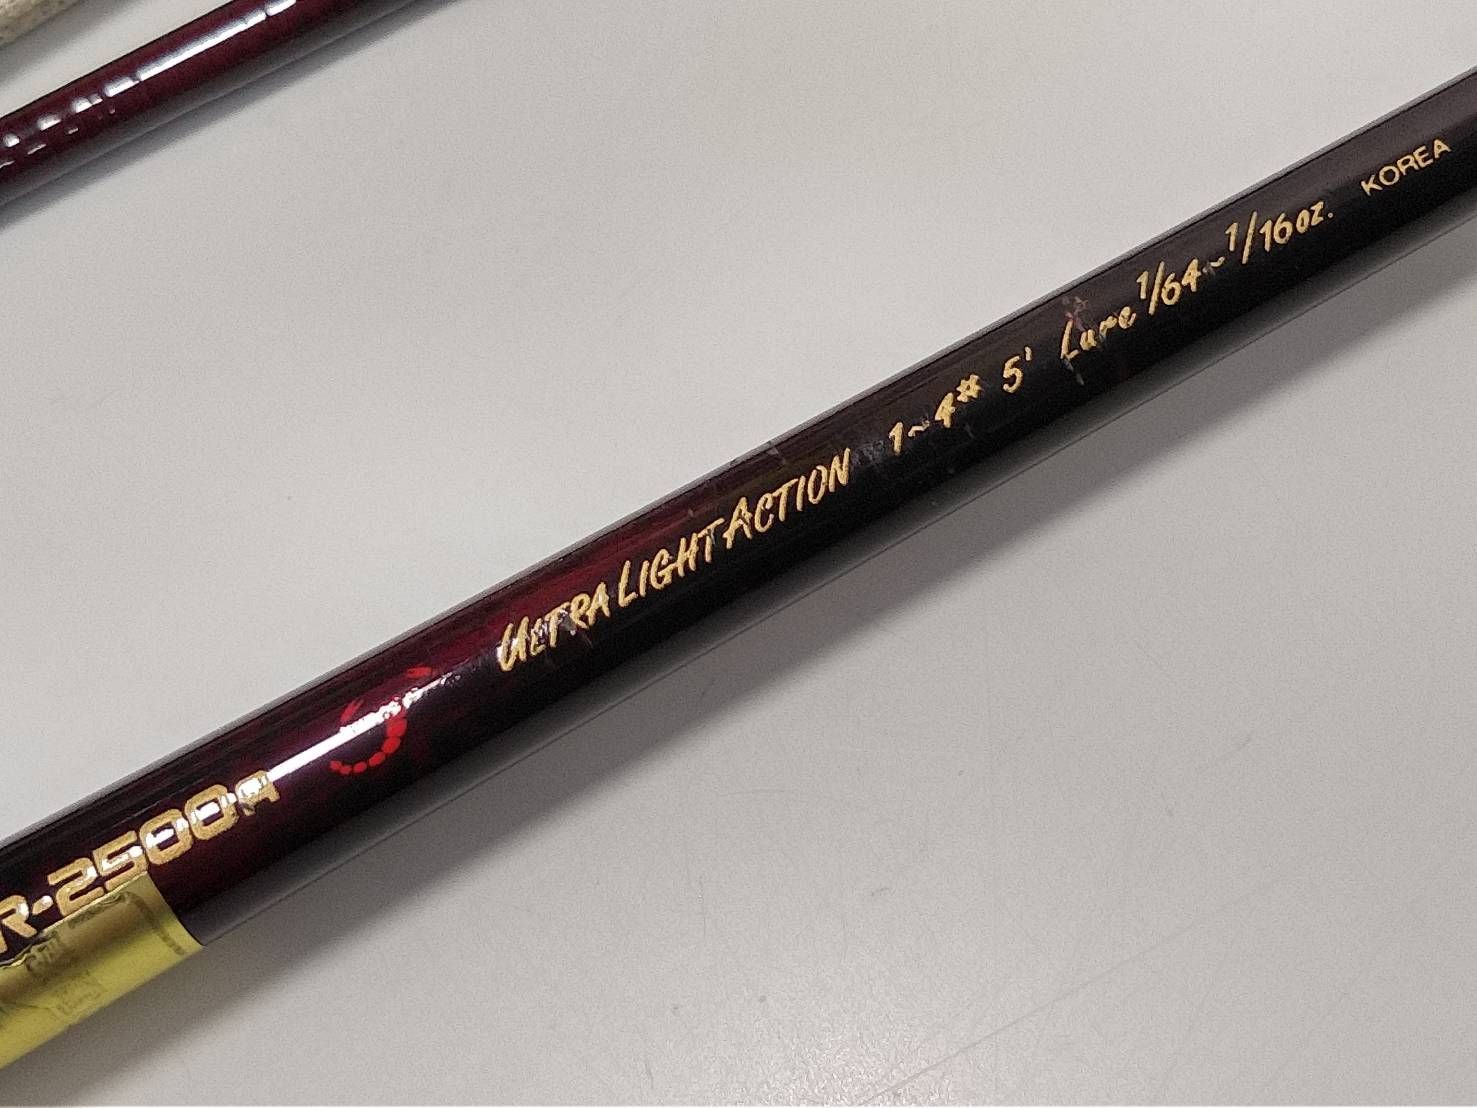 R-2500
ULTRA LIGHT ACTION 1~4# 5' Lure 1/64~1/16oz. KOREA